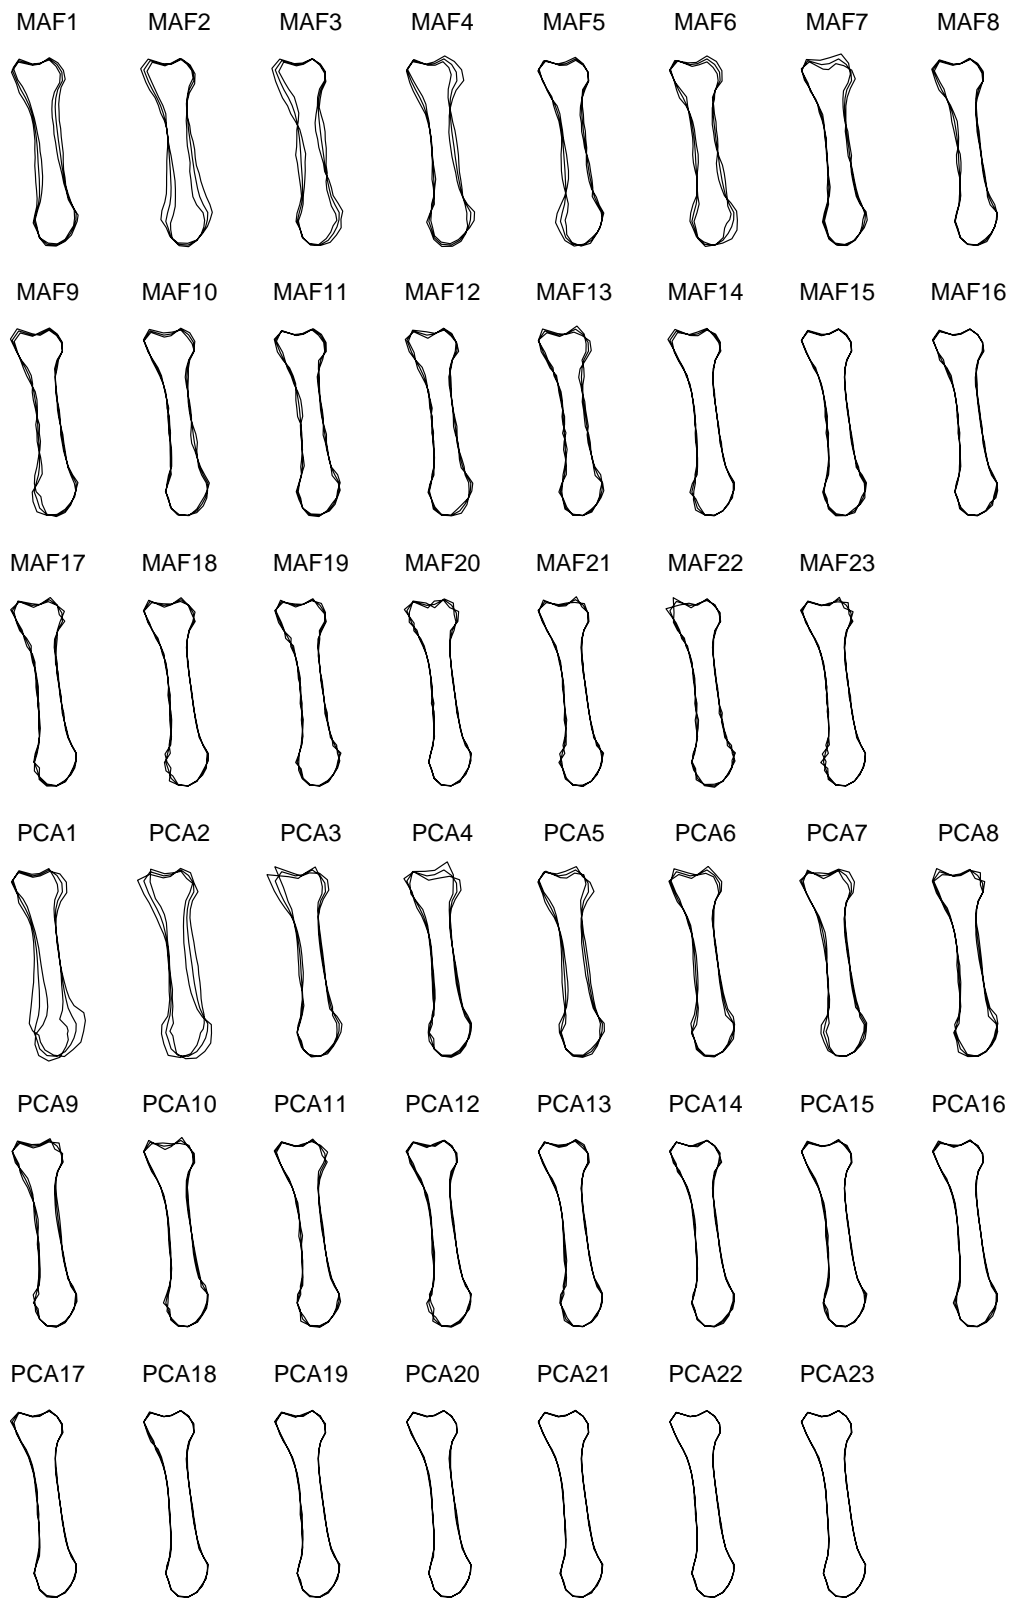 MAF1 MAF2 MAF3 MAF4 MAF5 MAF6 MAF7 MAF8
MAF9 MAF10 MAF11 MAF12 MAF13 MAF14 MAF15 MAF16
MAF17 MAF18 MAF19 MAF20 MAF21 MAF22 MAF23
PCA1 PCA2 PCA3 PCA4 PCA5 PCA6 PCA7 PCA8
PCA9 PCA10 PCA11 PCA12 PCA13 PCA14 PCA15 PCA16
PCA17 PCA18 PCA19 PCA20 PCA21 PCA22 PCA23